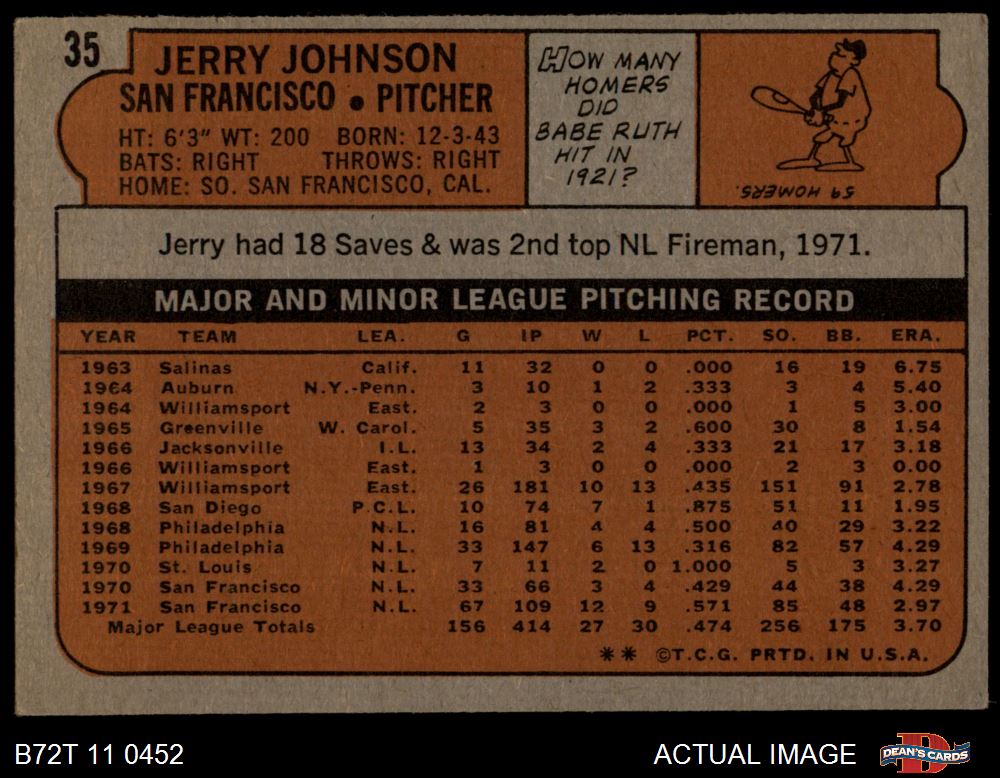 35
JERRY JOHNSON
SAN FRANCISCO • PITCHER
HT: 6'3" WT: 200 BORN: 12-3-43
BATS: RIGHT THROWS: RIGHT
HOME: SO. SAN FRANCISCO, CAL.
HOW MANY
HOMERS
DID
BABE RUTH
HIT IN
1921?
59 HOMERS.
Jerry had 18 Saves & was 2nd top NL Fireman, 1971.
MAJOR AND MINOR LEAGUE PITCHING RECORD
YEAR TEAM LEA. G IP W L PCT. SO. BB. ERA.
1963 Salinas Calif. 11 32 0 0 .000 16 19 6.75
1964 Auburn N.Y.-Penn. 3 10 1 2 .333 3 4 5.40
1964 Williamsport East. 2 3 0 0 .000 1 5 3.00
1965 Greenville W. Carol. 5 35 3 2 .600 30 8 1.54
1966 Jacksonville I.L. 13 34 2 4 .333 21 17 3.18
1966 Williamsport East. 1 3 0 0 .000 2 3 0.00
1967 Williamsport East. 26 181 10 13 .435 151 91 2.78
1968 San Diego P.C.L. 10 74 7 1 .875 51 11 1.95
1968 Philadelphia N.L. 16 81 4 4 .500 40 29 3.22
1969 Philadelphia N.L. 33 147 6 13 .316 82 57 4.29
1970 St. Louis N.L. 7 11 2 0 1.000 5 3 3.27
1970 San Francisco N.L. 33 66 3 4 .429 44 38 4.29
1971 San Francisco N.L. 67 109 12 9 .571 85 48 2.97
Major League Totals 156 414 27 30 .474 256 175 3.70
** ©T.C.G. PRTD. IN U.S.A.
B72T 11 0452
ACTUAL IMAGE
D
DEAN'S CARDS